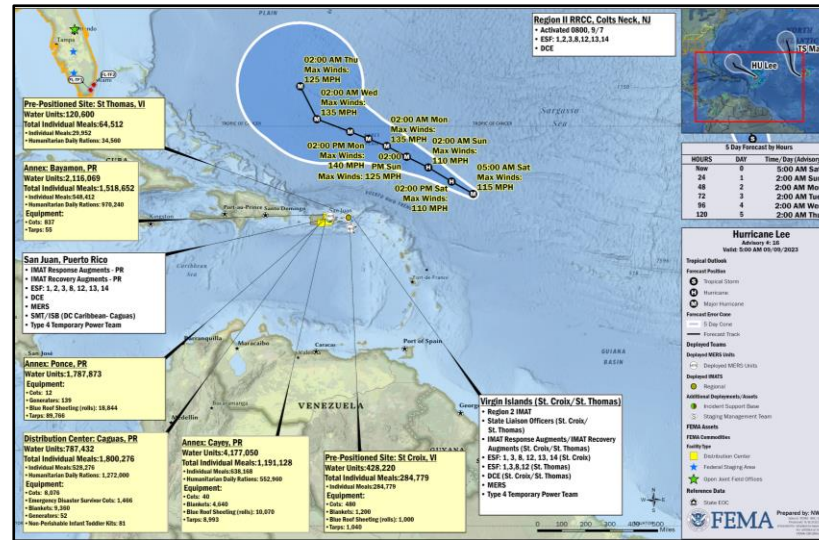 Region II RRCC, Colts Neck, NJ
• Activated 0800, 9/7
• ESF: 1,2,3,8,12,13,14
• DCE
HU Lee
02:00 AM Thu
Max Winds:
125 MPH
02:00 AM Wed
Max Winds:
135 MPH
02:00 AM Mon
Max Winds:
135 MPH
02:00 AM Sun
Max Winds:
110 MPH
05:00 AM Sat
Max Winds:
115 MPH
02:00 PM Mon
Max Winds:
140 MPH
02:00
PM Sun
Max Winds: 125 MPH
02:00 PM Sat
Max Winds:
110 MPH
Sargasso
Sea
Tampa
Pre-Positioned Site: St Thomas, VI
Water Units:120,600
Total Individual Meals:64,512
• Individual Meals:29,952
• Humanitarian Daily Rations: 34,560
Annex: Bayamon, PR
Water Units:2,116,069
Total Individual Meals:1,518,652
• Individual Meals:548,412
• Humanitarian Daily Rations: 970,240
Equipment:
• Cots: 837
• Tarps: 55
San Juan, Puerto Rico
• IMAT Response Augments - PR
• IMAT Recovery Augments - PR
• ESF: 1, 2, 3, 8, 12, 13, 14
• DCE
• MERS
• SMT/ISB (DC Caribbean- Caguas)
• Type 4 Temporary Power Team
Annex: Ponce, PR
Water Units:1,787,873
Equipment:
• Cots: 12
• Generators: 139
• Blue Roof Sheeting (rolls): 18,844
• Tarps: 89,766
Distribution Center: Caguas, PR
Water Units:787,432
Total Individual Meals:1,800,276
• Individual Meals:528,276
• Humanitarian Daily Rations: 1,272,000
Equipment:
• Cots: 8,076
• Emergency Disaster Survivor Cots: 1,466
• Blankets: 9,360
• Generators: 52
• Non-Perishable Infant Toddler Kits: 81
Annex: Cayey, PR
Water Units:4,177,050
Total Individual Meals:1,191,128
• Individual Meals:638,168
• Humanitarian Daily Rations: 552,960
Equipment:
• Cots: 40
• Blankets: 4,640
• Blue Roof Sheeting (rolls): 10,070
• Tarps: 8,993
Pre-Positioned Site: St Croix, VI
Water Units:428,220
Total Individual Meals:284,779
• Individual Meals:284,779
Equipment:
• Cots: 480
• Blankets: 1,200
• Blue Roof Sheeting (rolls): 1,000
• Tarps: 1,040
Virgin Islands (St. Croix/St. Thomas)
• Region 2 IMAT
• State Liaison Officers (St. Croix/
St. Thomas)
• IMAT Response Augments/IMAT Recovery
Augments (St. Croix/St. Thomas)
• ESF: 1, 3, 8, 12, 13, 14 (St. Croix)
• ESF: 1,3,8,12 (St. Thomas)
• DCE (St. Croix/St. Thomas)
• MERS
• Type 4 Temporary Power Team
Port-au-Prince
Santo Domingo
San Juan
Caribbean
Sea
Maracaibo
Caracas
Port of Spain
VENEZUELA
Medellin
GUIANA
BASIN
5 Day Forecast by Hours
HOURS DAY Time/Day (Advisory
Now 0 5:00 AM Sat
24 1 2:00 AM Sun
48 2 2:00 AM Mon
72 3 2:00 AM Tue
96 4 2:00 AM Wed
120 5 2:00 AM Thu
Hurricane Lee
Advisory #: 16
Valid: 5:00 AM 09/09/2023
Tropical Outlook
Forecast Position
Tropical Storm
Hurricane
Major Hurricane
Forecast Error Cone
5 Day Cone
Forecast Track
Deployed Teams
Deployed MERS Units
Deployed MERS Units
Deployed IMATS
Regional
Additional Deployments/Assets
Incident Support Base
Staging Management Team
FEMA Assets
FEMA Commodities
Facility Type
Distribution Center
Federal Staging Area
Open Joint Field Offices
Reference Data
State EOC
0 100 200 300 400 500
Miles
FEMA
Prepared by: NW